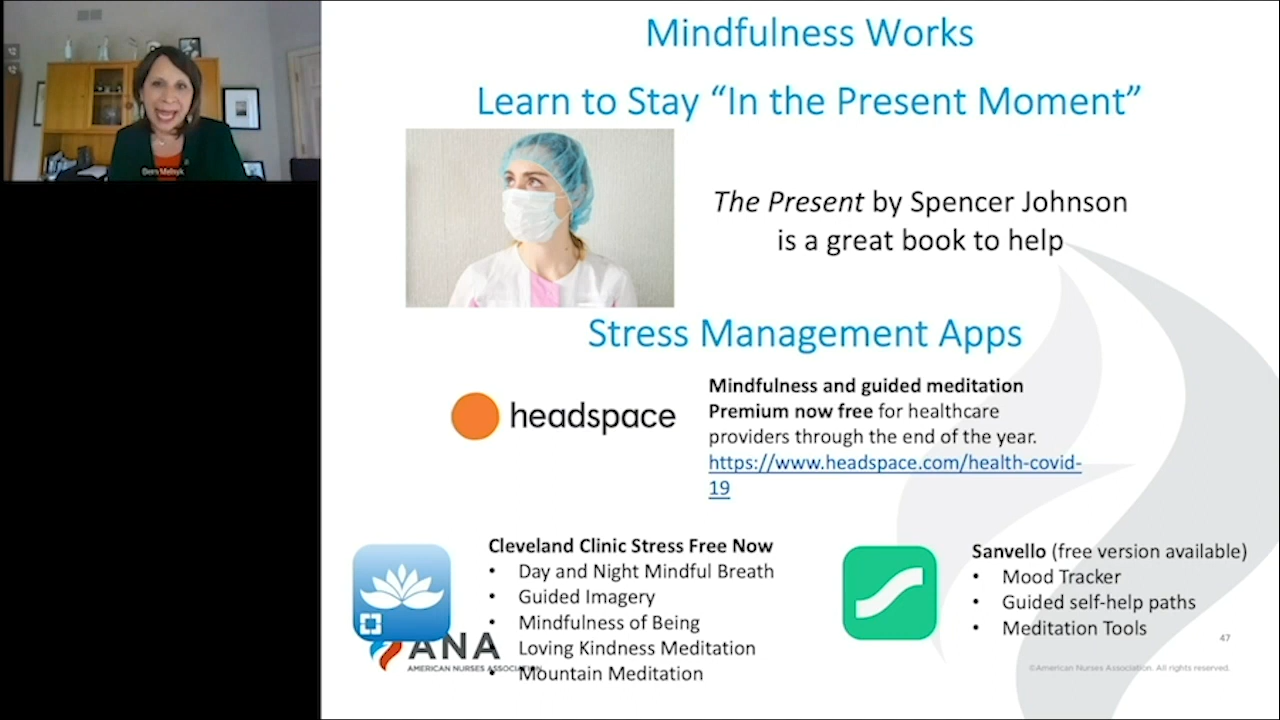 Mindfulness Works
Learn to Stay “In the Present Moment”
Bern Melnyk
The Present by Spencer Johnson
is a great book to help
Stress Management Apps
headspace
Mindfulness and guided meditation
Premium now free for healthcare
providers through the end of the year.
https://www.headspace.com/health-covid-
19
Cleveland Clinic Stress Free Now
• Day and Night Mindful Breath
• Guided Imagery
• Mindfulness of Being
Loving Kindness Meditation
• Mountain Meditation
Sanvello (free version available)
• Mood Tracker
• Guided self-help paths
• Meditation Tools
ANA
AMERICAN NURSES ASSOCIATION
47
©American Nurses Association. All rights reserved.